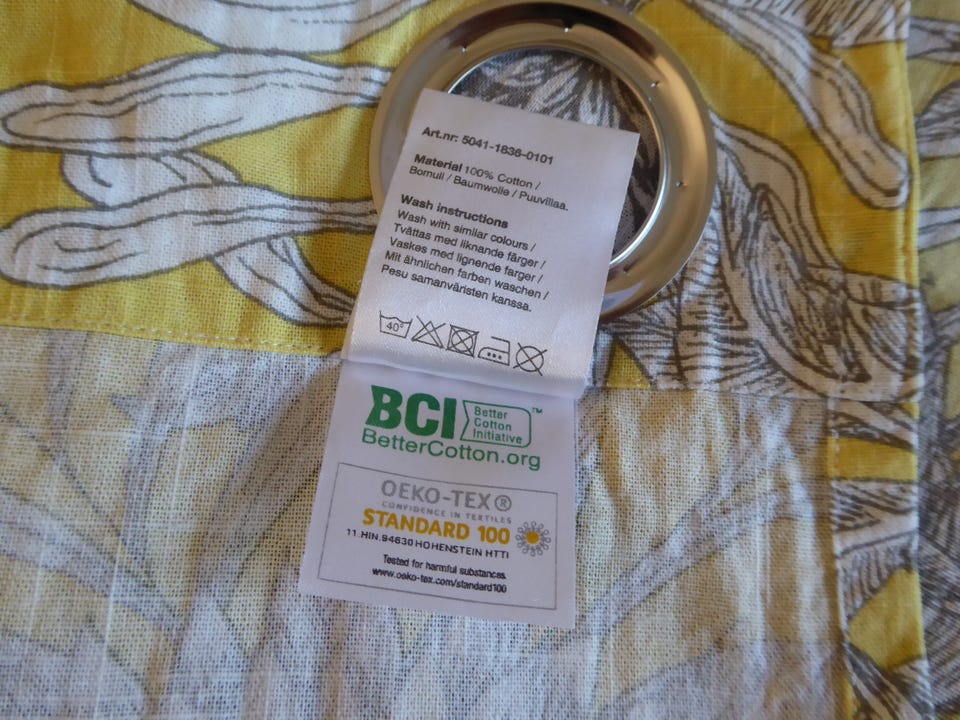 Art.nr: 5041-1836-0101
Material 100% Cotton /
Bomull / Baumwolle / Puuvillaa.
Wash instructions
Wash with similar colours /
Tvättas med liknande färger /
Vaskes med lignende farger /
Mit ähnlichen farben waschen /
Pesu samanväristen kanssa.
40°
BCI Better Cotton Initiative™
BetterCotton.org
OEKO-TEX®
CONFIDENCE IN TEXTILES
STANDARD 100
11.HIN.94630 HOHENSTEIN HTTI
Tested for harmful substances.
www.oeko-tex.com/standard100